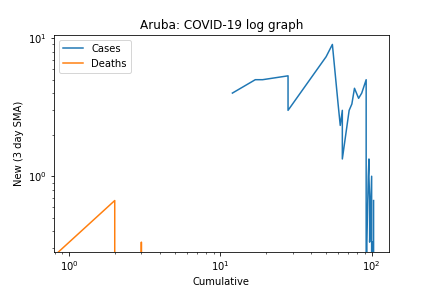 Aruba: COVID-19 log graph
Cases
Deaths
New (3 day SMA)
10¹
10⁰
10⁰ 10¹ 10²
Cumulative